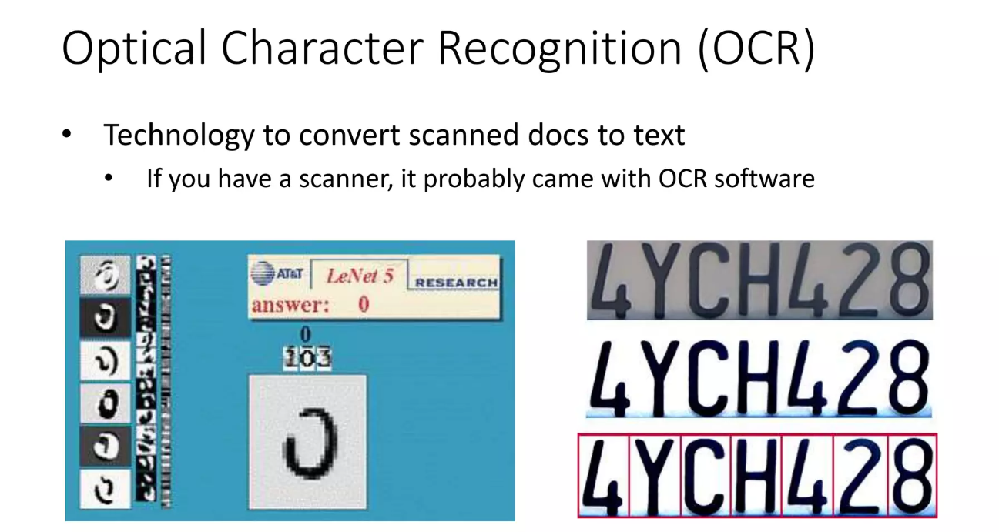 Optical Character Recognition (OCR)
• Technology to convert scanned docs to text
• If you have a scanner, it probably came with OCR software
AT&T LeNet 5 RESEARCH
answer: 0
0
103
4YCH428
4YCH428
4YCH428